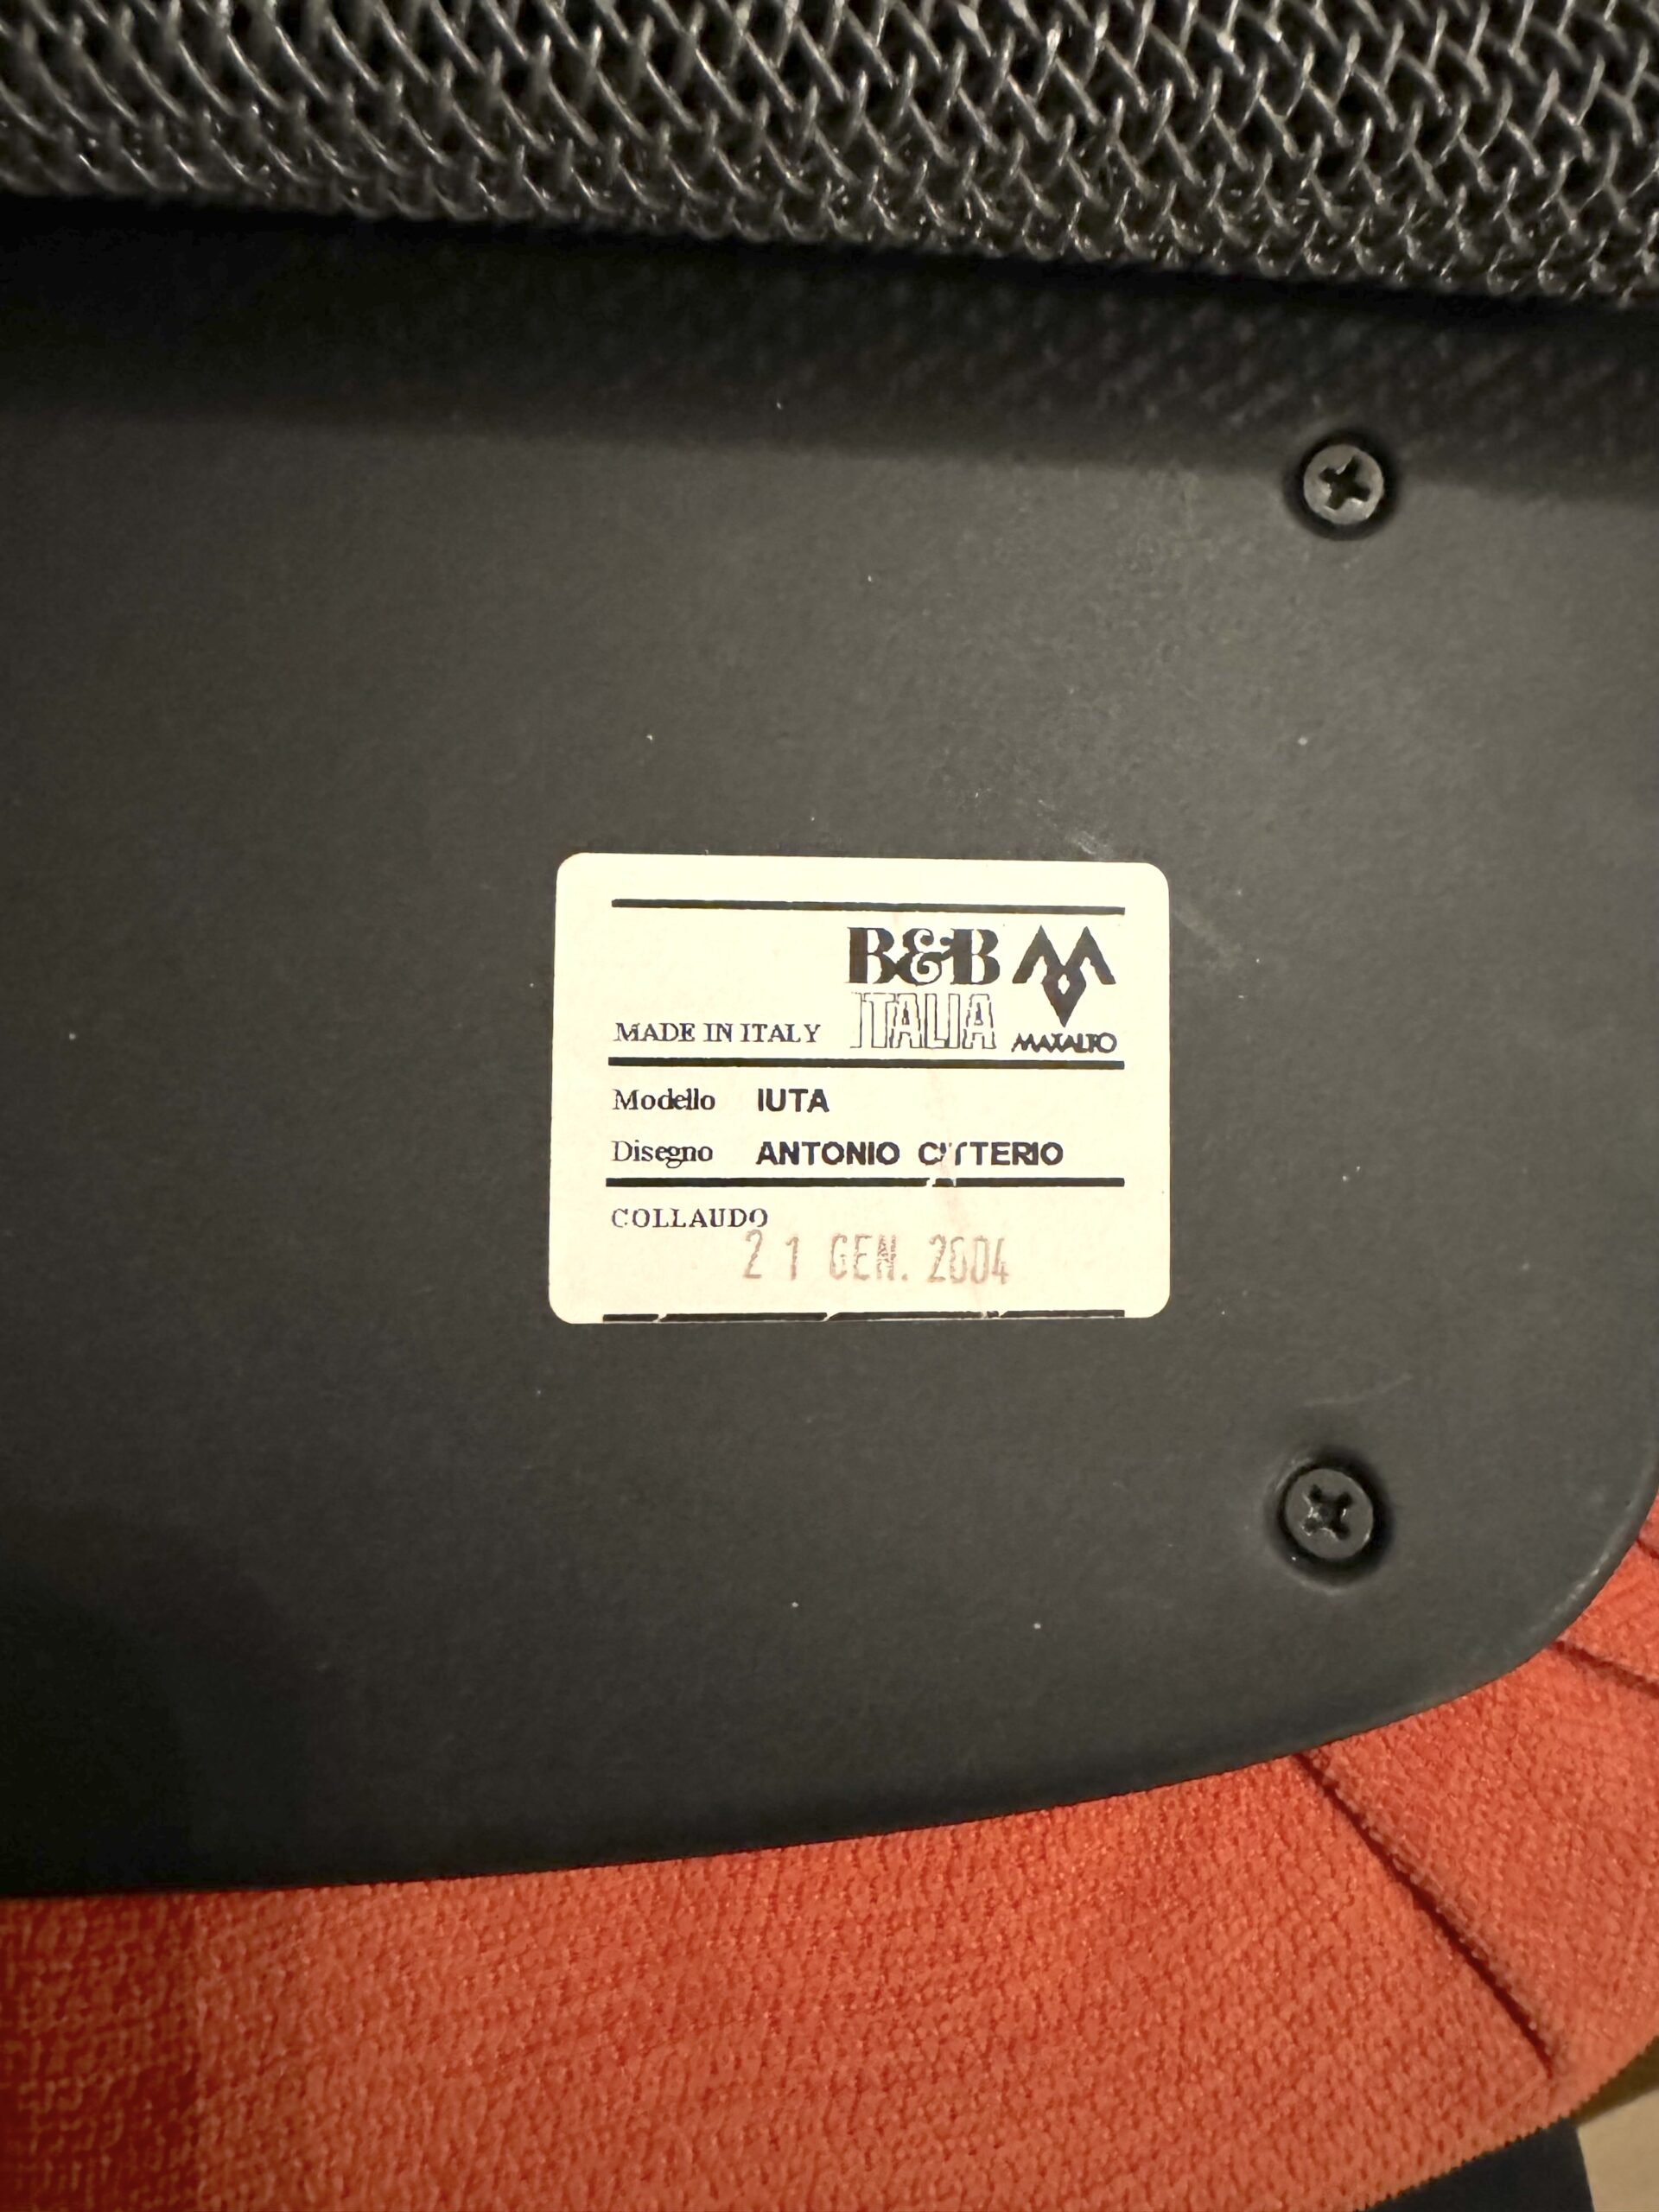 B&B
ITALIA
MADE IN ITALY
MAXALTO
Modello IUTA
Disegno ANTONIO CITTERIO
COLLAUDO
21 GEN. 2004